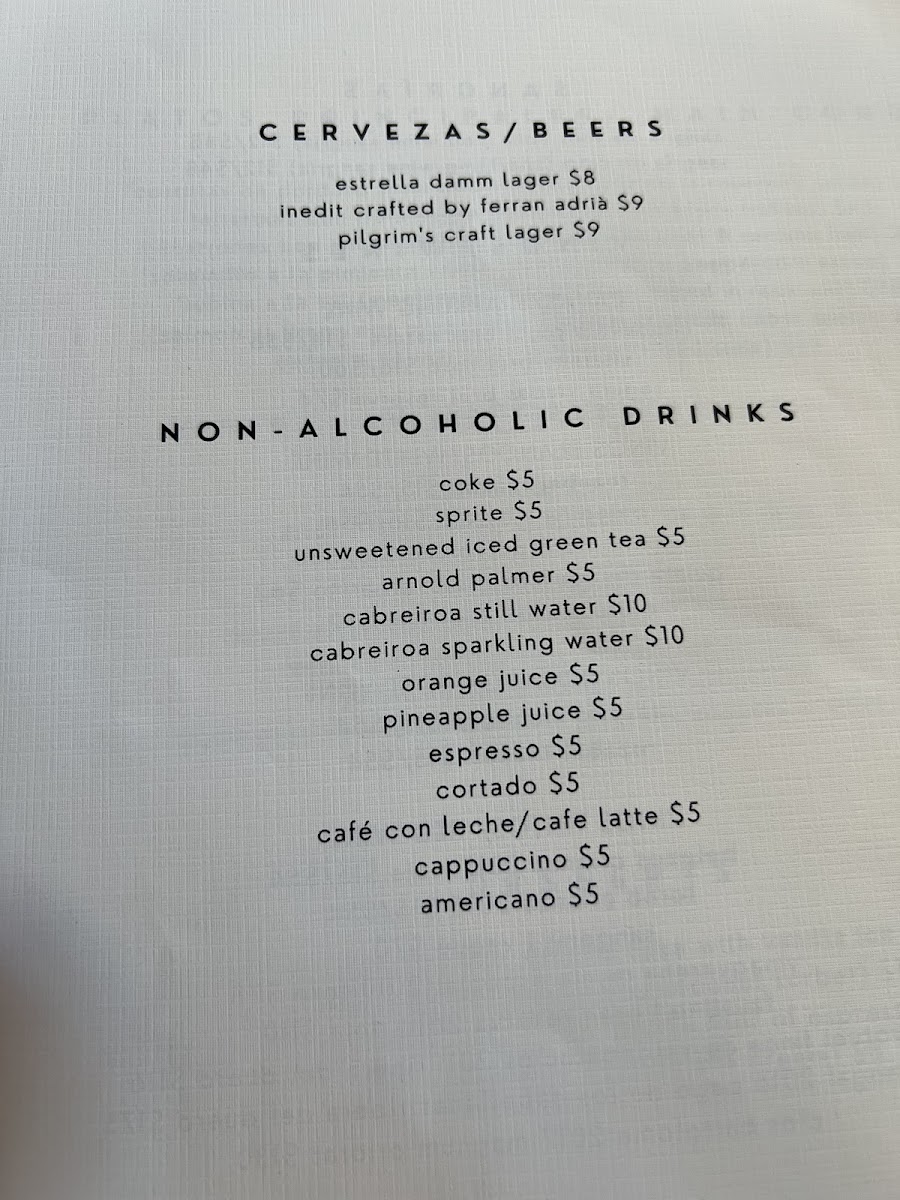 CERVEZAS/BEERS
estrella damm lager $8
inedit crafted by ferran adrià $9
pilgrim's craft lager $9
NON-ALCOHOLIC DRINKS
coke $5
sprite $5
unsweetened iced green tea $5
arnold palmer $5
cabreiroa still water $10
cabreiroa sparkling water $10
orange juice $5
pineapple juice $5
espresso $5
cortado $5
café con leche/cafe latte $5
cappuccino $5
americano $5